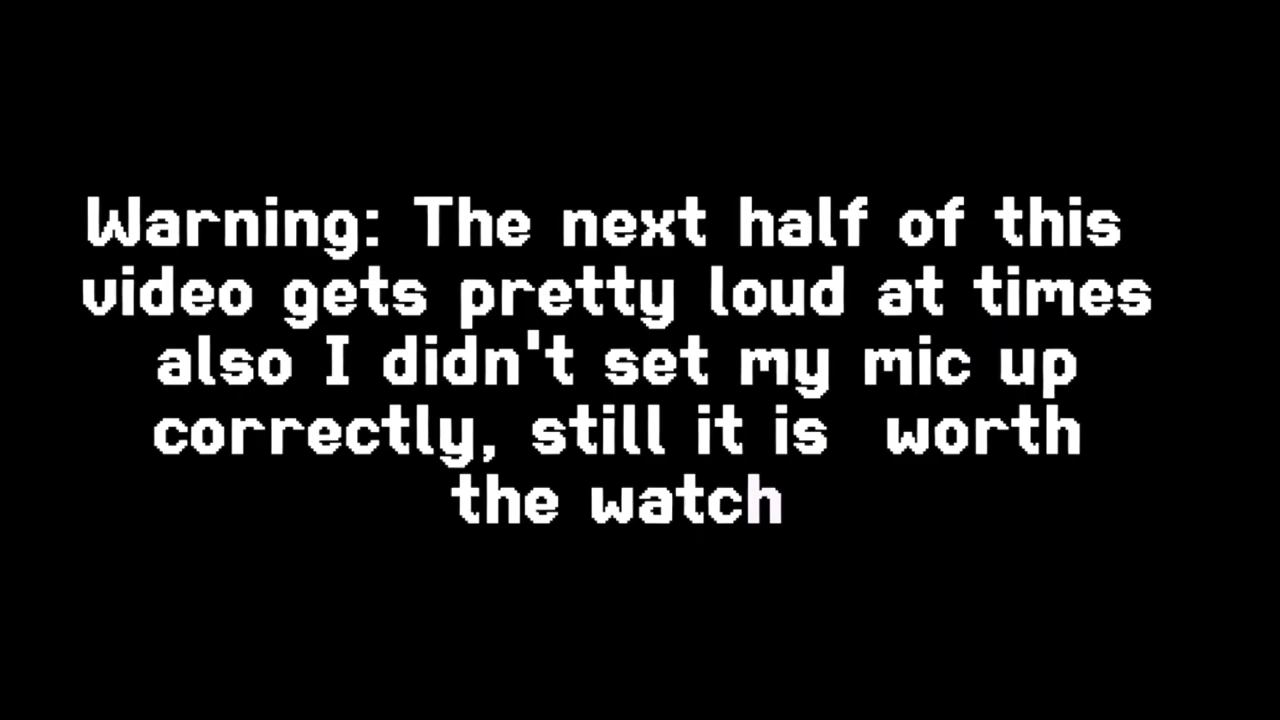 Warning: The next half of this
video gets pretty loud at times
also I didn't set my mic up
correctly, still it is  worth
the watch